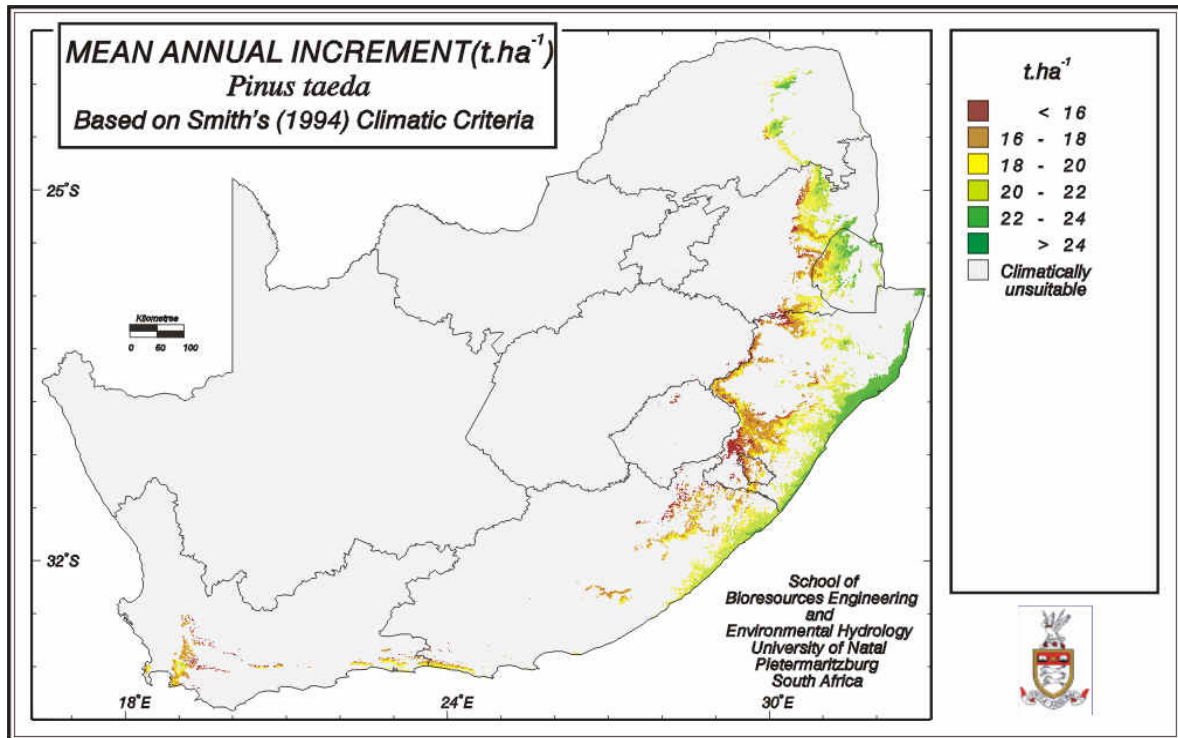 MEAN ANNUAL INCREMENT(t.ha⁻¹)
Pinus taeda
Based on Smith's (1994) Climatic Criteria
t.ha⁻¹
< 16
16 - 18
18 - 20
20 - 22
22 - 24
> 24
Climatically
unsuitable
25°S
Kilometres
0 50 100
32°S
School of
Bioresources Engineering
and
Environmental Hydrology
University of Natal
Pietermaritzburg
South Africa
18°E 24°E 30°E